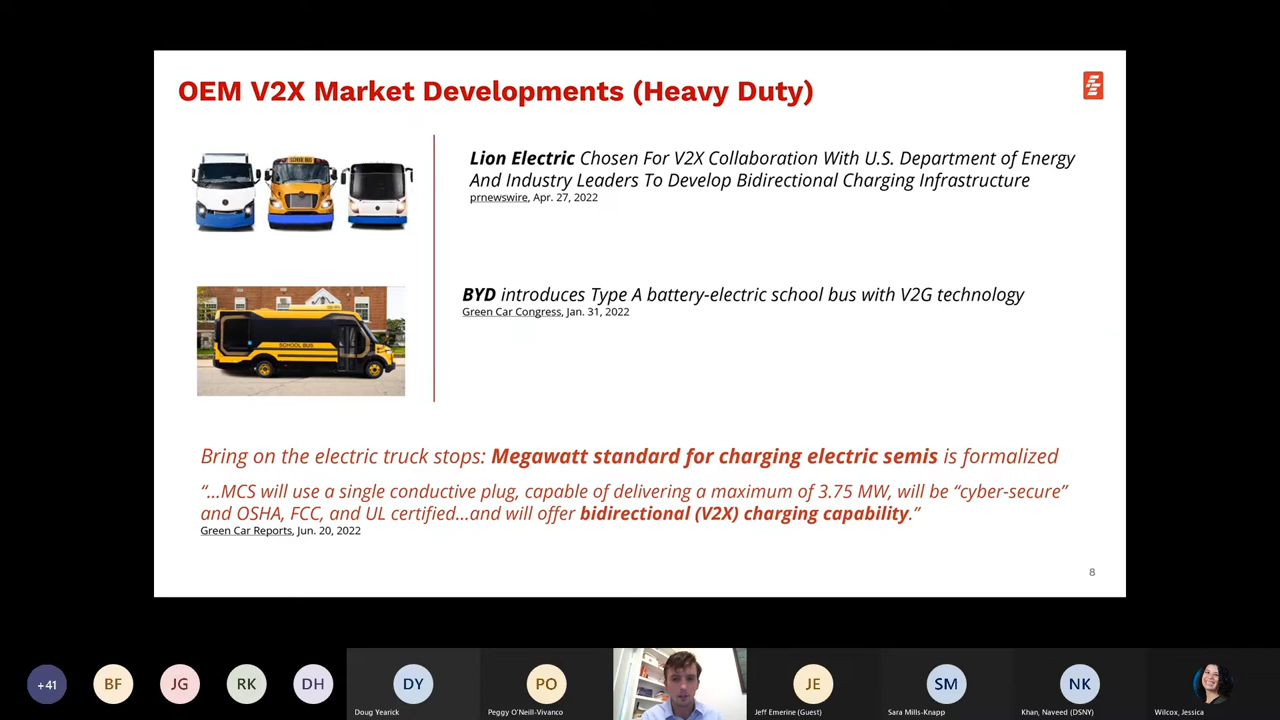 OEM V2X Market Developments (Heavy Duty)
SCHOOL BUS
Lion Electric Chosen For V2X Collaboration With U.S. Department of Energy
And Industry Leaders To Develop Bidirectional Charging Infrastructure
prnewswire, Apr. 27, 2022
SCHOOL BUS
BYD introduces Type A battery-electric school bus with V2G technology
Green Car Congress, Jan. 31, 2022
Bring on the electric truck stops: Megawatt standard for charging electric semis is formalized
“…MCS will use a single conductive plug, capable of delivering a maximum of 3.75 MW, will be “cyber-secure”
and OSHA, FCC, and UL certified…and will offer bidirectional (V2X) charging capability.”
Green Car Reports, Jun. 20, 2022
8
+41
BF
JG
RK
DH
DY
PO
JE
SM
NK
Doug Yearick
Peggy O'Neill-Vivanco
Jeff Emerine (Guest)
Sara Mills-Knapp
Khan, Naveed (DSNY)
Wilcox, Jessica